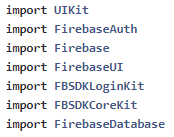 import UIKit
import FirebaseAuth
import Firebase
import FirebaseUI
import FBSDKLoginKit
import FBSDKCoreKit
import FirebaseDatabase